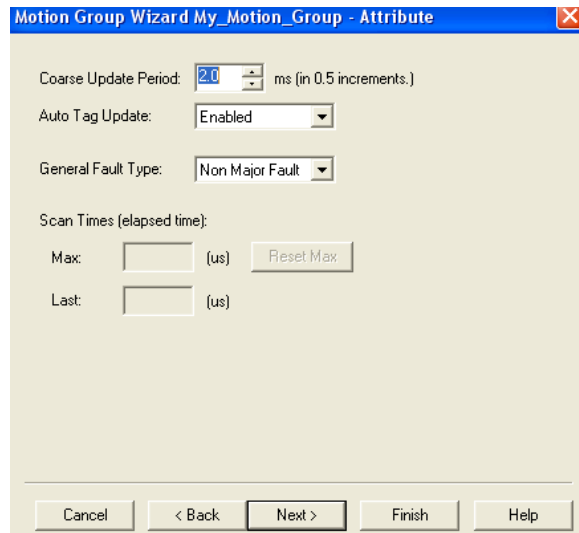 Motion Group Wizard My_Motion_Group - Attribute
Coarse Update Period: 2.0 ms (in 0.5 increments.)
Auto Tag Update: Enabled
General Fault Type: Non Major Fault
Scan Times (elapsed time):
Max: (us) Reset Max
Last: (us)
Cancel < Back Next > Finish Help